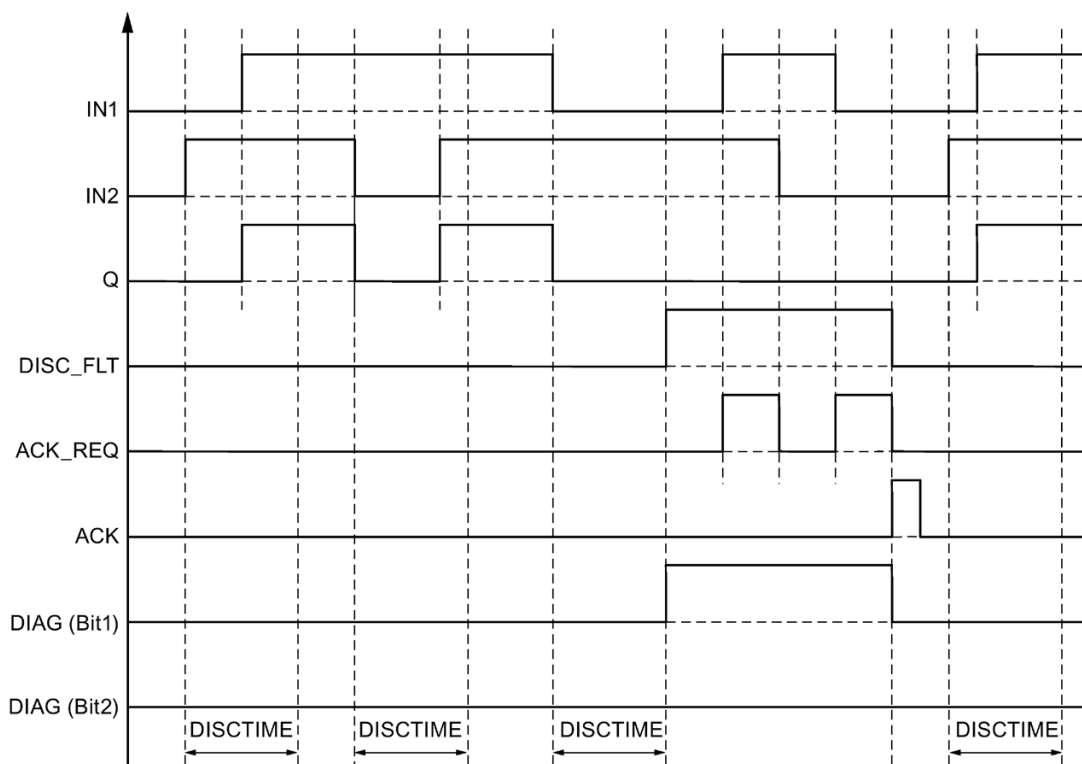 IN1
IN2
Q
DISC_FLT
ACK_REQ
ACK
DIAG (Bit1)
DIAG (Bit2)
DISCTIME DISCTIME DISCTIME DISCTIME